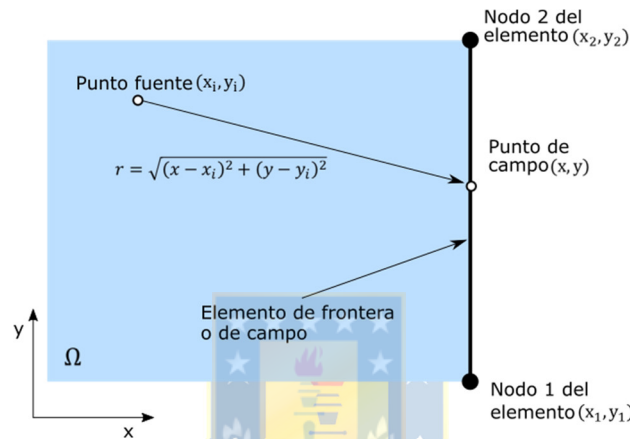 Nodo 2 del
elemento (x₂,y₂)
Punto fuente (xᵢ,yᵢ)
Punto de
campo (x,y)
r = √(x − xᵢ)² + (y − yᵢ)²
Elemento de frontera
o de campo
y
Ω
x
Nodo 1 del
elemento (x₁,y₁)